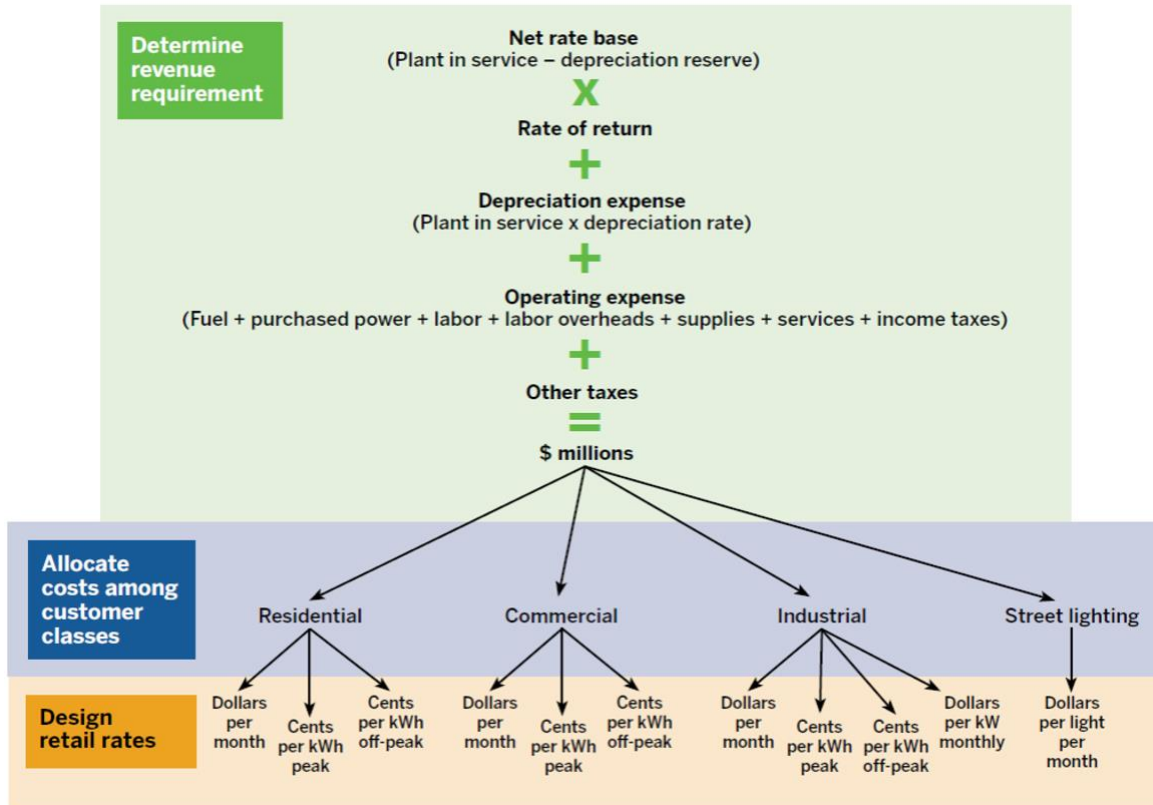 Determine
revenue
requirement
Net rate base
(Plant in service – depreciation reserve)
X
Rate of return
+
Depreciation expense
(Plant in service x depreciation rate)
+
Operating expense
(Fuel + purchased power + labor + labor overheads + supplies + services + income taxes)
+
Other taxes
=
$ millions
Allocate
costs among
customer
classes
Residential
Commercial
Industrial
Street lighting
Design
retail rates
Dollars
per
month
Cents
per kWh
peak
Cents
per kWh
off-peak
Dollars
per
month
Cents
per kWh
peak
Cents
per kWh
off-peak
Dollars
per
month
Cents
per kWh
peak
Cents
per kWh
off-peak
Dollars
per kW
monthly
Dollars
per light
per
month